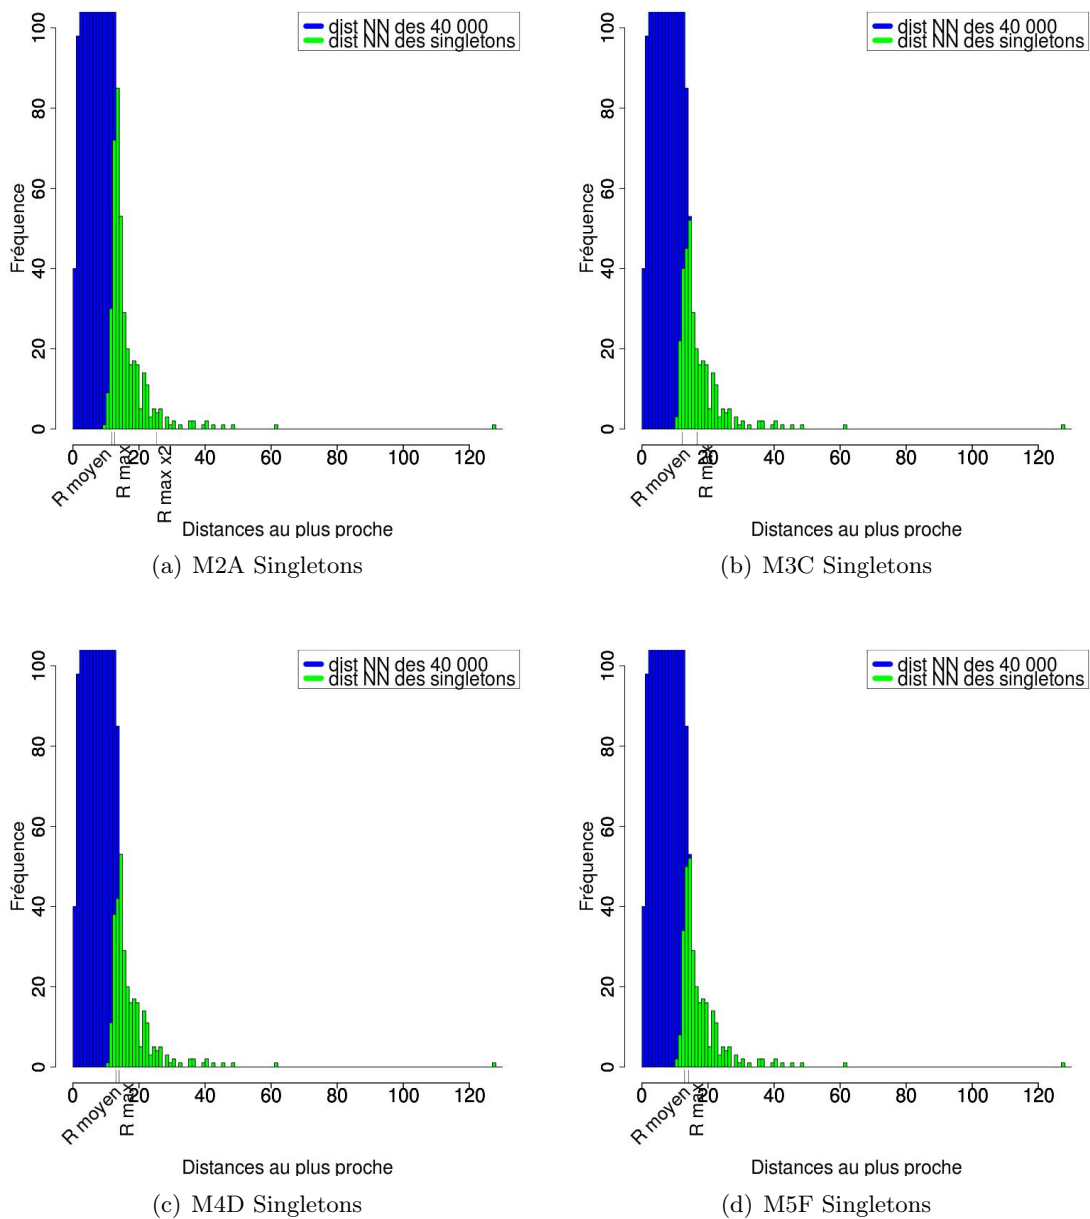 dist NN des 40 000
dist NN des singletons
Fréquence
0 20 40 60 80 100
0 20 40 60 80 100 120
R moyen
R max
R max x2
Distances au plus proche
(a) M2A Singletons
dist NN des 40 000
dist NN des singletons
Fréquence
0 20 40 60 80 100
0 20 40 60 80 100 120
R moyen
R max
Distances au plus proche
(b) M3C Singletons
dist NN des 40 000
dist NN des singletons
Fréquence
0 20 40 60 80 100
0 20 40 60 80 100 120
R moyen
R max
Distances au plus proche
(c) M4D Singletons
dist NN des 40 000
dist NN des singletons
Fréquence
0 20 40 60 80 100
0 20 40 60 80 100 120
R moyen
R max
Distances au plus proche
(d) M5F Singletons